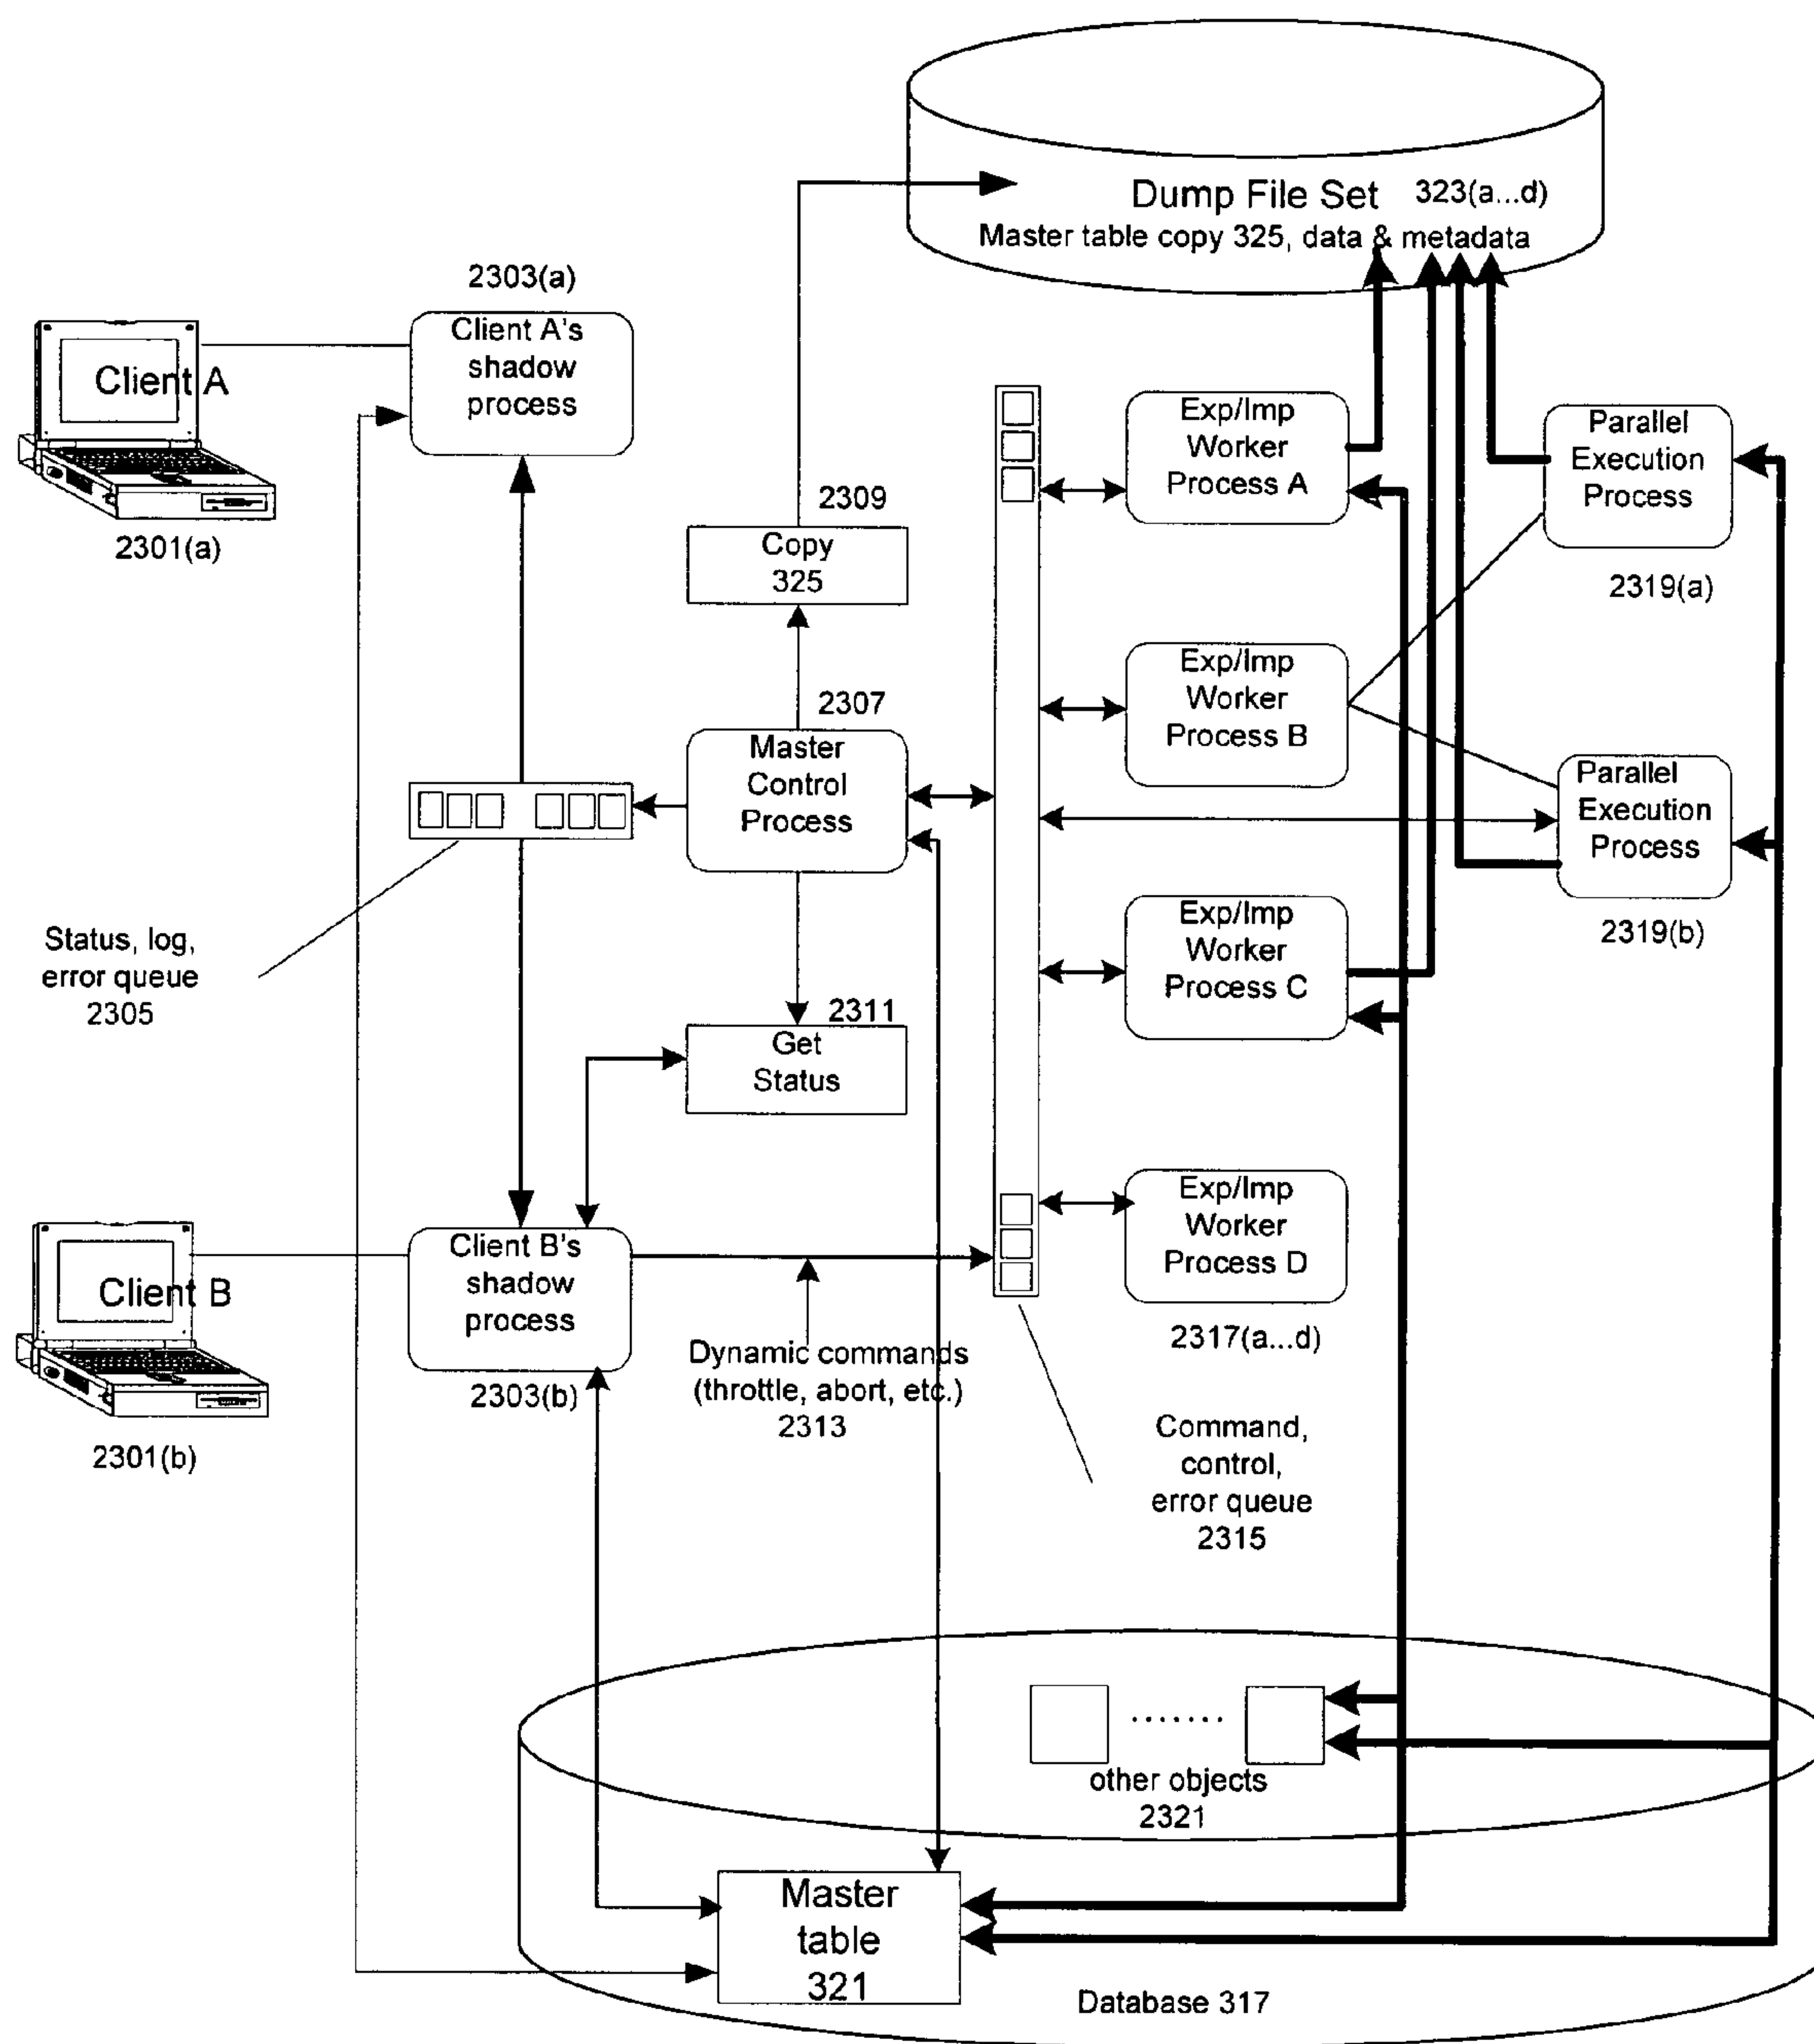 Dump File Set 323(a...d)
Master table copy 325, data & metadata
2303(a)
Client A's
shadow
process
Client A
2301(a)
2309
Copy
325
Exp/Imp
Worker
Process A
Parallel
Execution
Process
2319(a)
2307
Master
Control
Process
Exp/Imp
Worker
Process B
Parallel
Execution
Process
2319(b)
Status, log,
error queue
2305
Exp/Imp
Worker
Process C
2311
Get
Status
Exp/Imp
Worker
Process D
2317(a...d)
Client B's
shadow
process
2303(b)
Client B
2301(b)
Dynamic commands
(throttle, abort, etc.)
2313
Command,
control,
error queue
2315
.......
other objects
2321
Master
table
321
Database 317